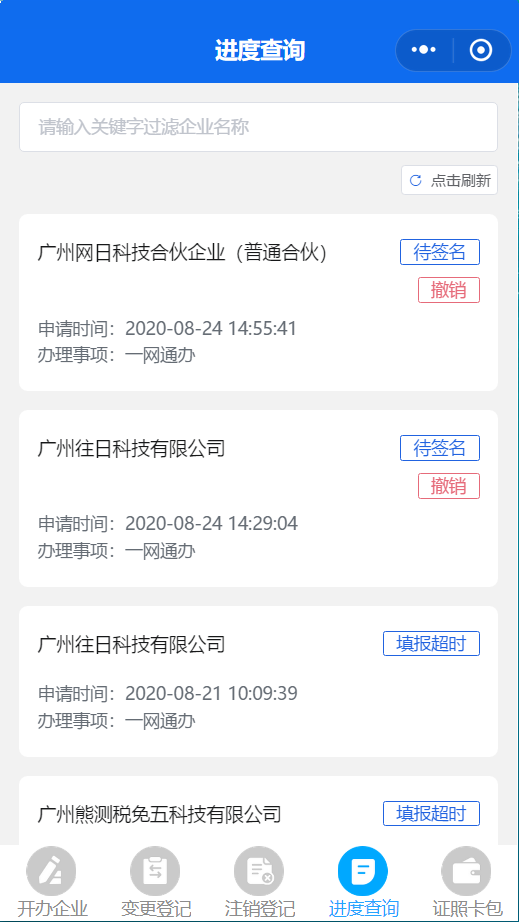 进度查询
请输入关键字过滤企业名称
点击刷新
广州网日科技合伙企业（普通合伙）
待签名
撤销
申请时间：2020-08-24 14:55:41
办理事项：一网通办
广州往日科技有限公司
待签名
撤销
申请时间：2020-08-24 14:29:04
办理事项：一网通办
广州往日科技有限公司
填报超时
申请时间：2020-08-21 10:09:39
办理事项：一网通办
广州熊测税免五科技有限公司
填报超时
开办企业
变更登记
注销登记
进度查询
证照卡包